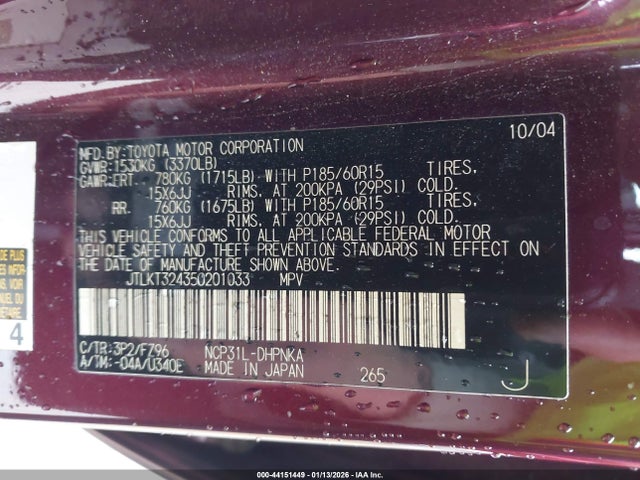 10/04
MFD.BY:TOYOTA MOTOR CORPORATION
GVWR:1530KG (3370LB)
GAWR:FRT. 780KG (1715LB) WITH P185/60R15 TIRES,
15X6JJ RIMS, AT 200KPA (29PSI) COLD.
RR. 760KG (1675LB) WITH P185/60R15 TIRES,
15X6JJ RIMS, AT 200KPA (29PSI) COLD.
THIS VEHICLE CONFORMS TO ALL APPLICABLE FEDERAL MOTOR
VEHICLE SAFETY AND THEFT PREVENTION STANDARDS IN EFFECT ON
THE DATE OF MANUFACTURE SHOWN ABOVE.
JTLKT324350201033 MPV
C/TR:3P2/FZ96 NCP31L-DHPNKA
A/TM:-04A/U340E MADE IN JAPAN 265 J
DE PLUS
VOIR
4
000-44151449 - 01/13/2026 - IAA Inc.